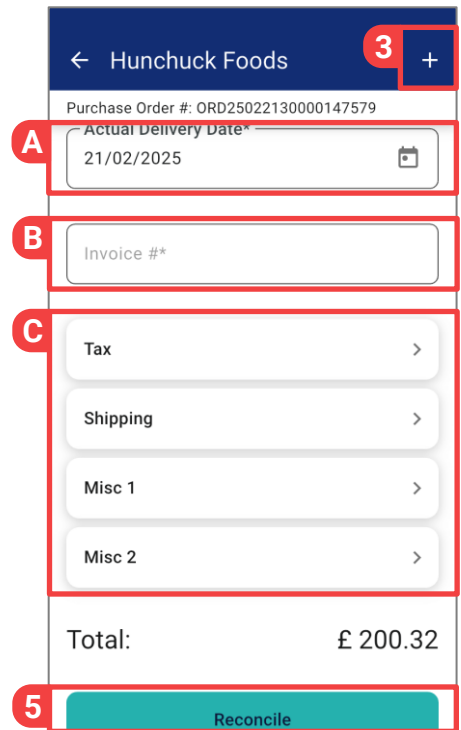 3
Hunchuck Foods
Purchase Order #: ORD25022130000147579
A
Actual Delivery Date*
21/02/2025
B
Invoice #*
C
Tax
Shipping
Misc 1
Misc 2
Total: £ 200.32
5
Reconcile